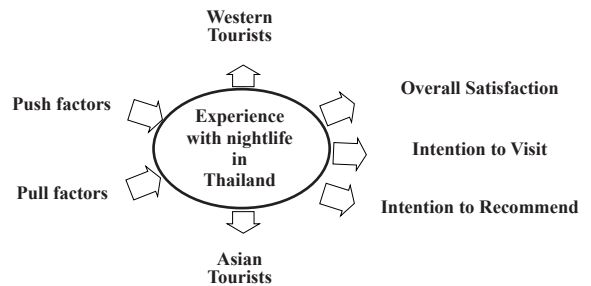 Western
Tourists
Push factors
Pull factors
Experience
with nightlife
in
Thailand
Overall Satisfaction
Intention to Visit
Intention to Recommend
Asian
Tourists